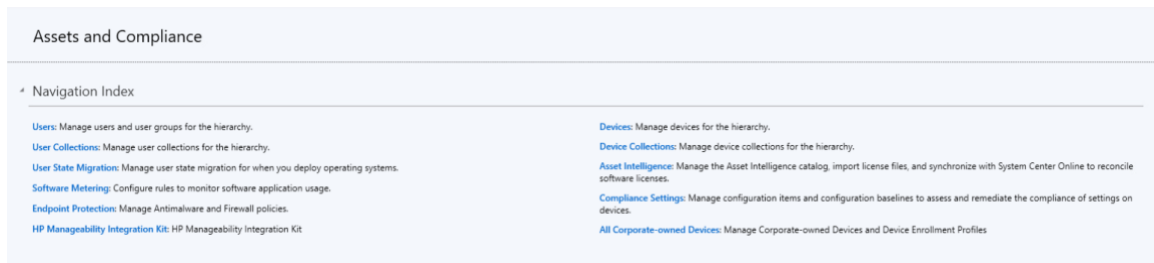 Assets and Compliance
Navigation Index
Users: Manage users and user groups for the hierarchy.
User Collections: Manage user collections for the hierarchy.
User State Migration: Manage user state migration for when you deploy operating systems.
Software Metering: Configure rules to monitor software application usage.
Endpoint Protection: Manage Antimalware and Firewall policies.
HP Manageability Integration Kit: HP Manageability Integration Kit
Devices: Manage devices for the hierarchy.
Device Collections: Manage device collections for the hierarchy.
Asset Intelligence: Manage the Asset Intelligence catalog, import license files, and synchronize with System Center Online to reconcile
software licenses.
Compliance Settings: Manage configuration items and configuration baselines to assess and remediate the compliance of settings on
devices.
All Corporate-owned Devices: Manage Corporate-owned Devices and Device Enrollment Profiles